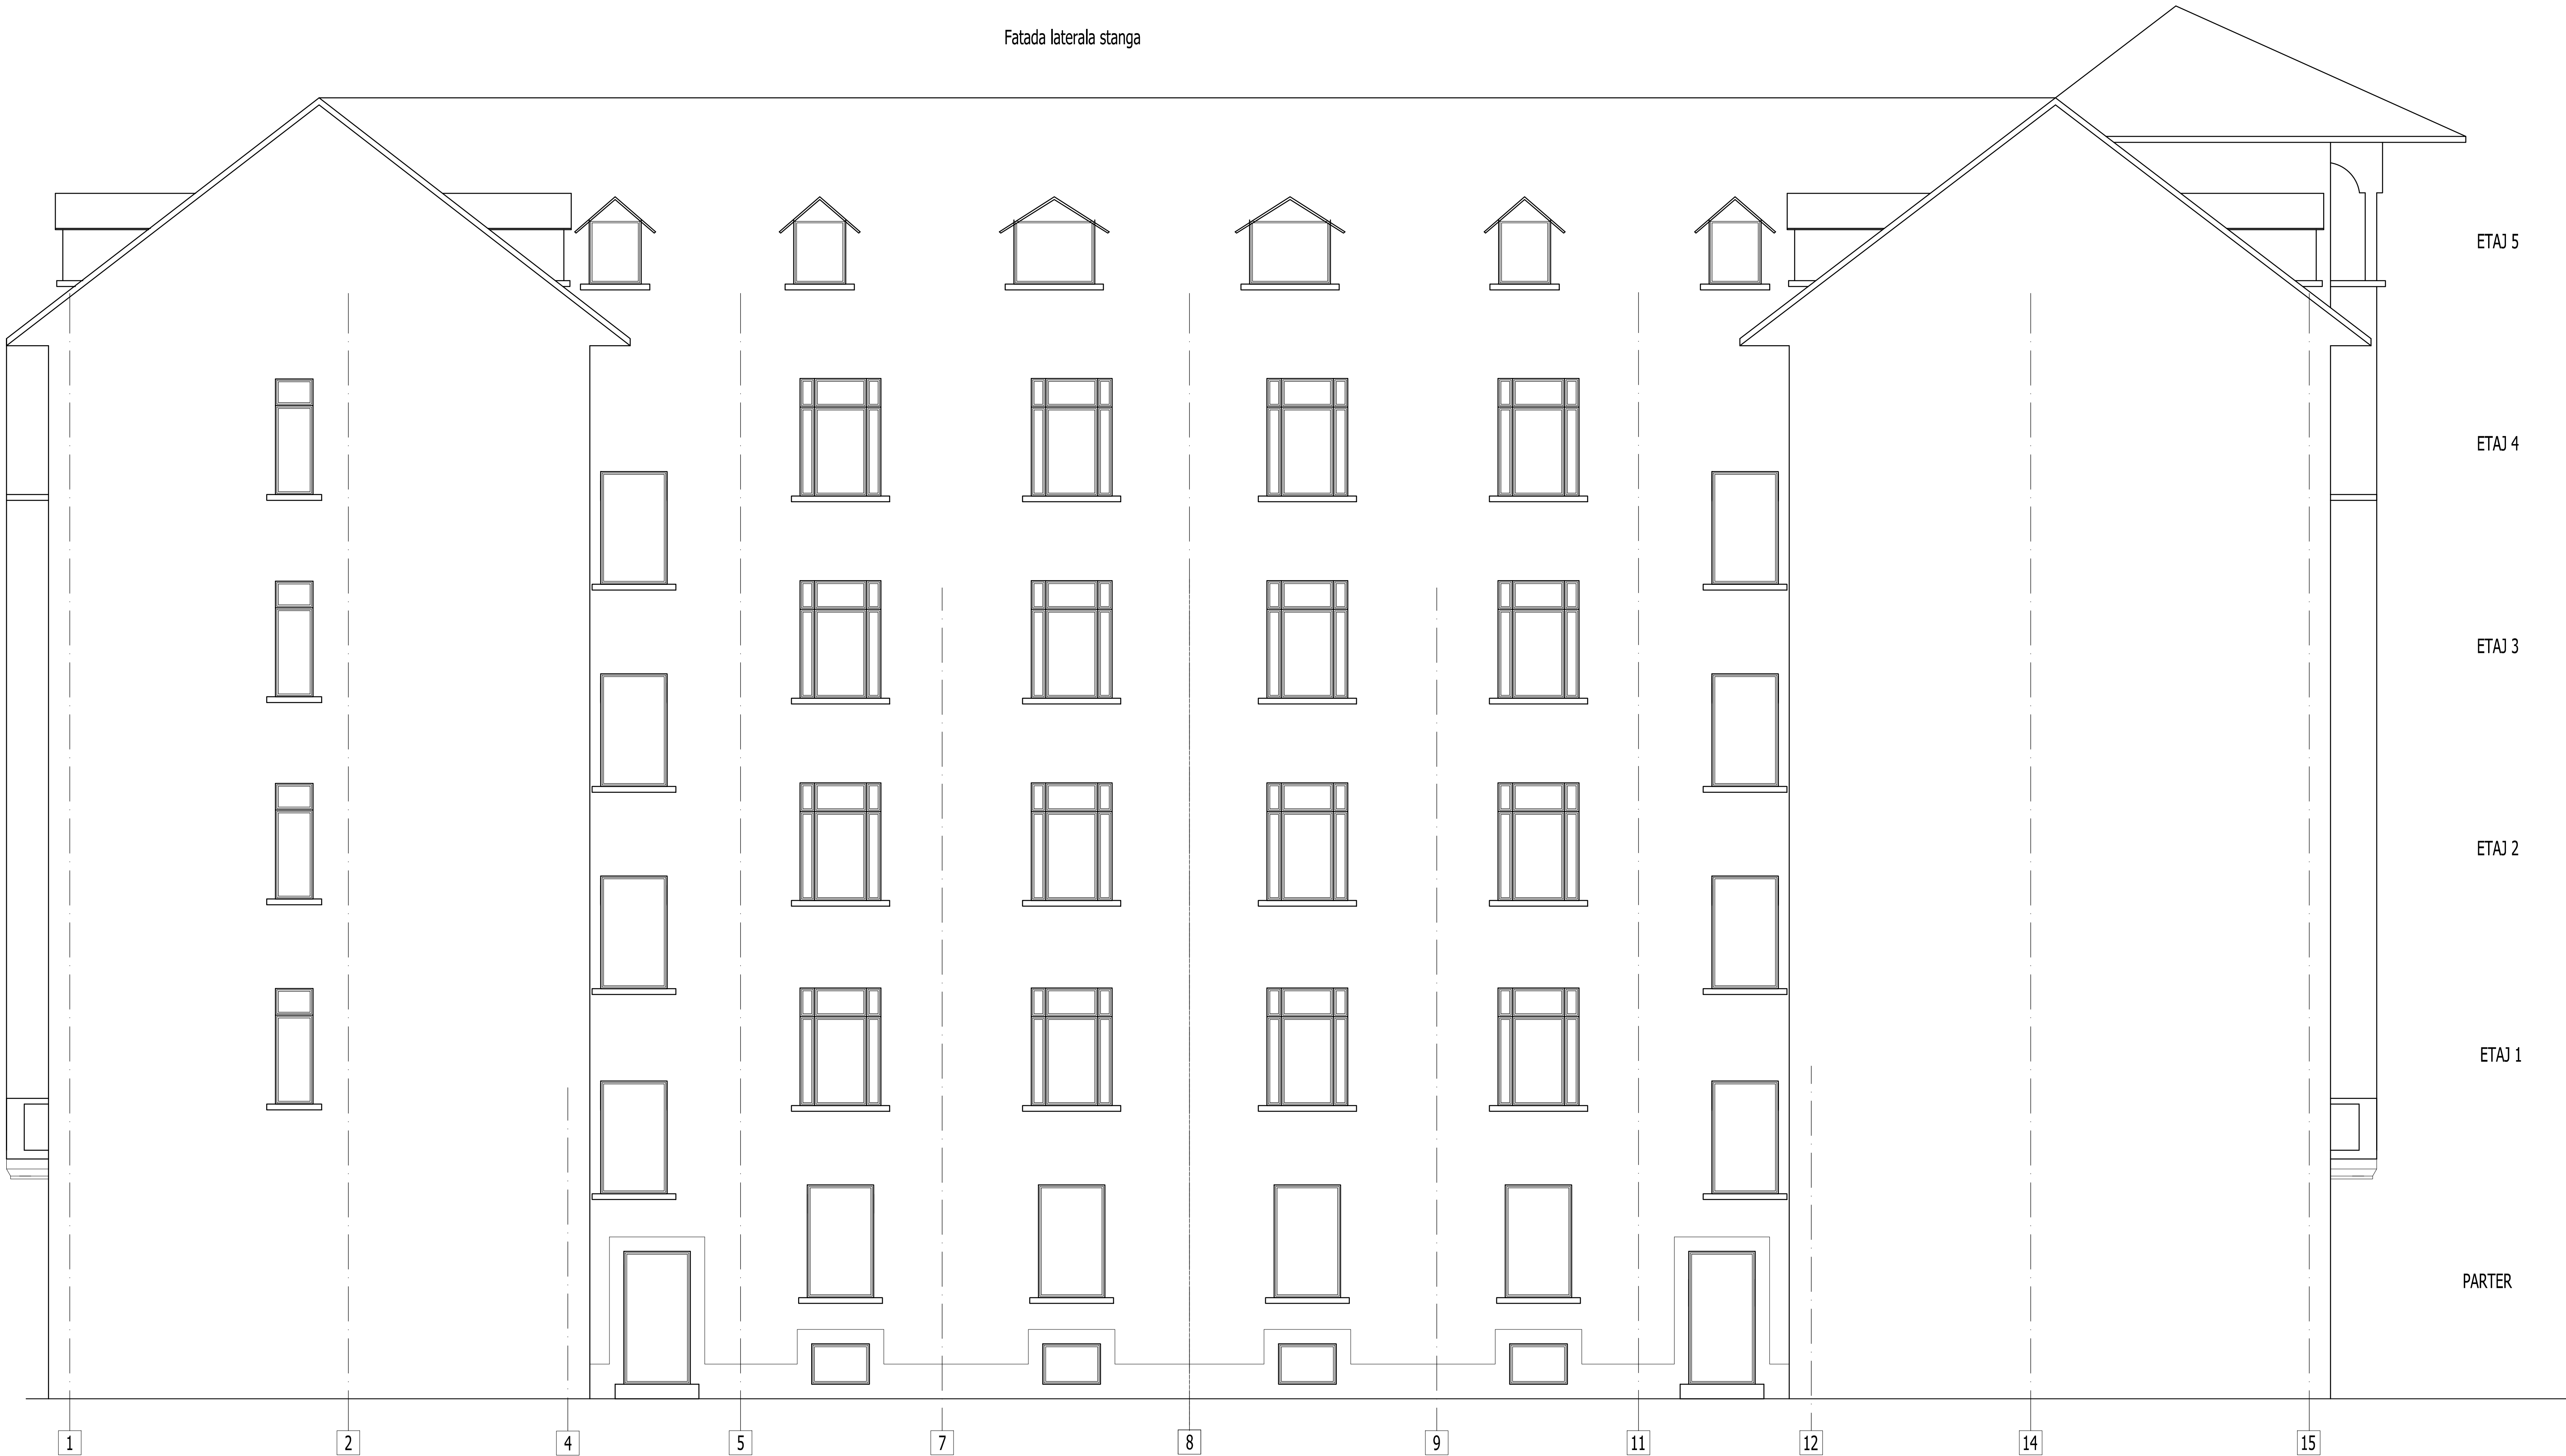 Fatada laterala stanga
ETAJ 5
ETAJ 4
ETAJ 3
ETAJ 2
ETAJ 1
PARTER
1 2 4 5 7 8 9 11 12 14 15